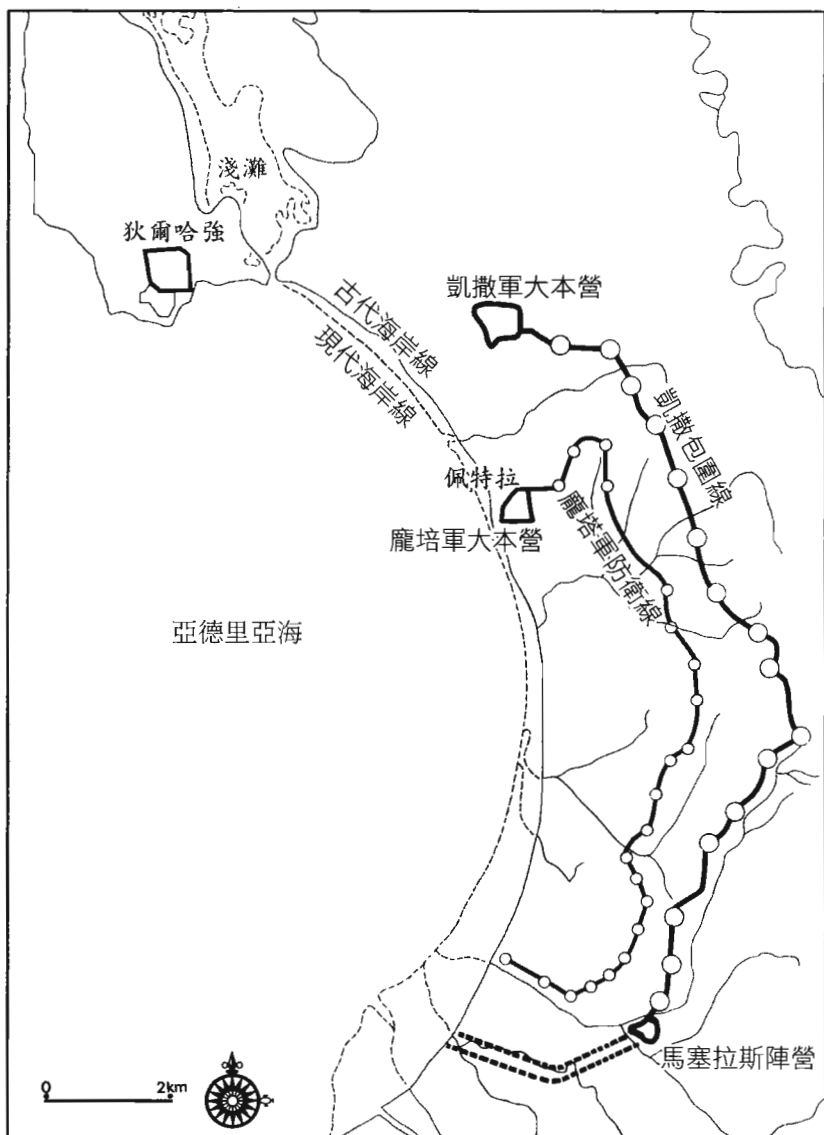 淺灘
狄爾哈強
凱撒軍大本營
古代海岸線
現代海岸線
凱撒包圍線
佩特拉
龐培軍大本營
龐塔軍防衛線
亞德里亞海
馬塞拉斯陣營
0 2km